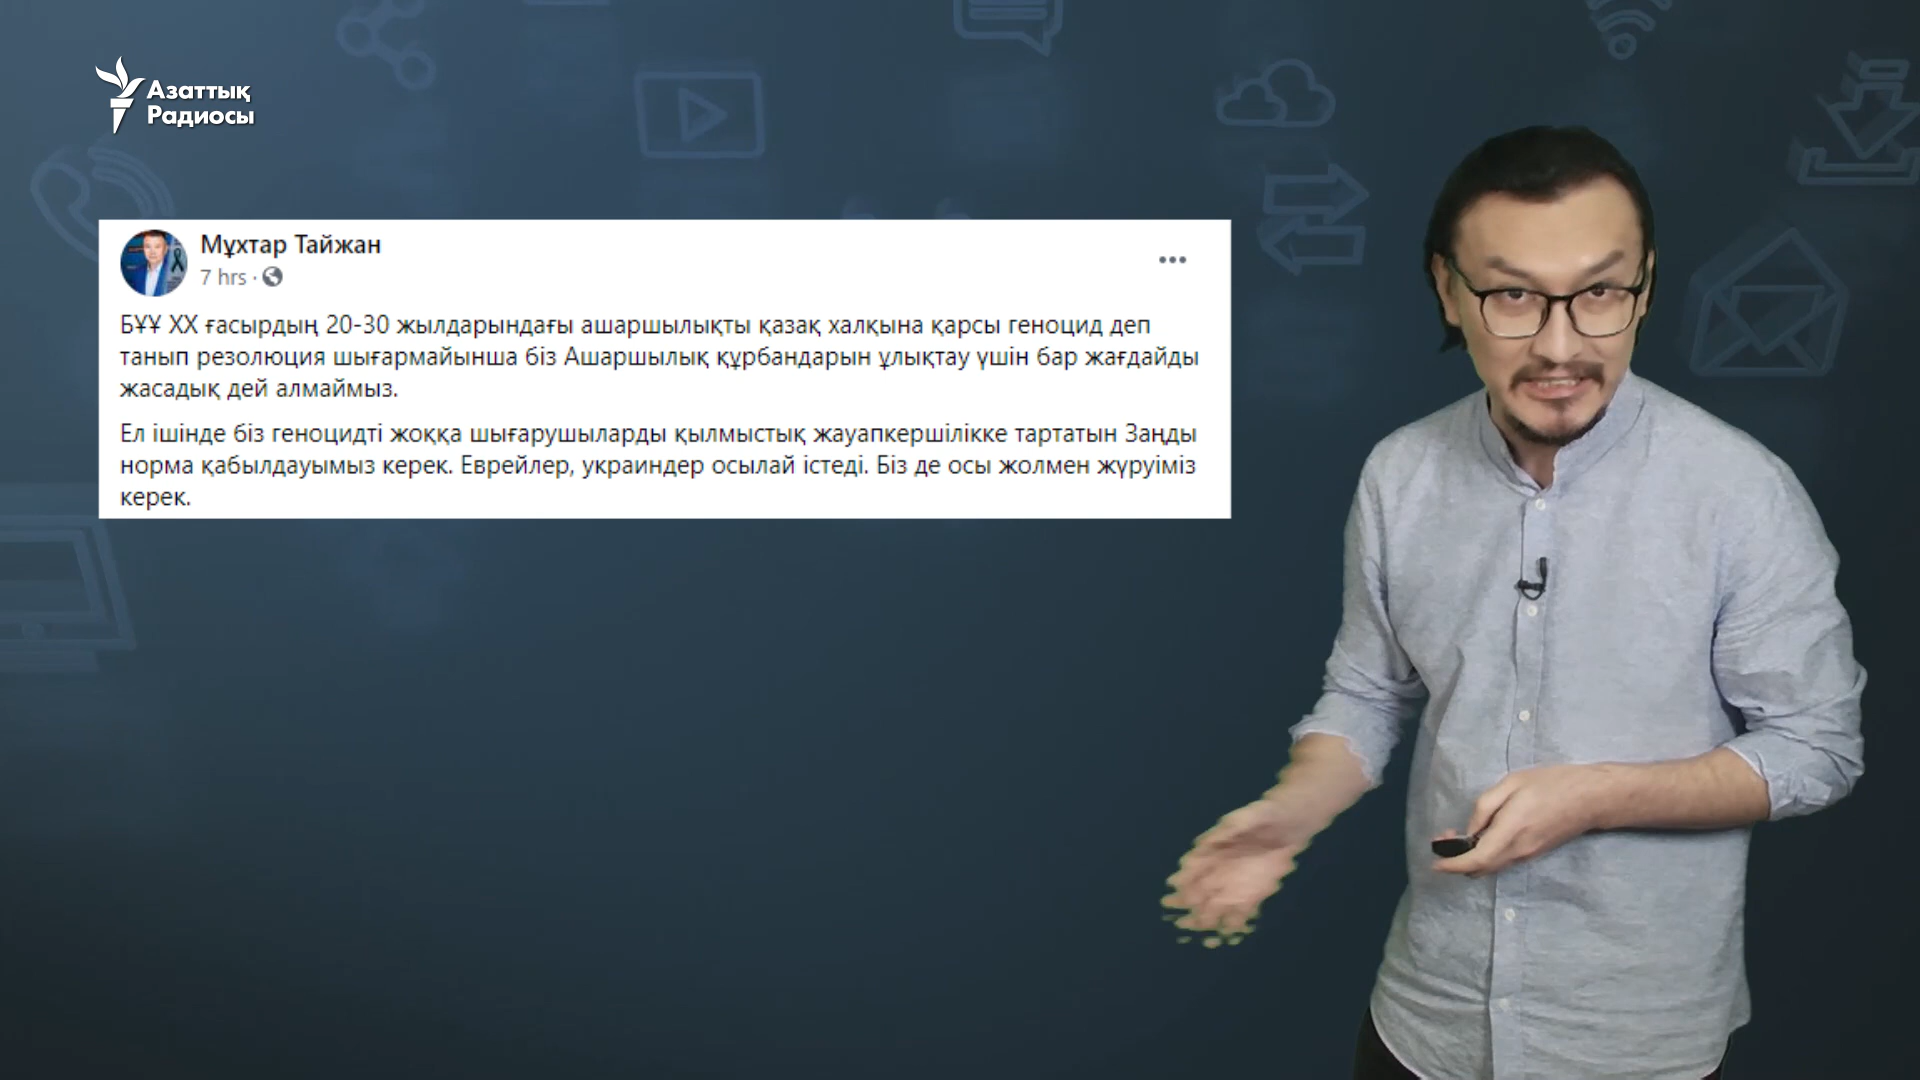 Азаттық
Радиосы
Мұхтар Тайжан
7 hrs ·
БҰҰ ХХ ғасырдың 20-30 жылдарындағы ашаршылықты қазақ халқына қарсы геноцид деп
танып резолюция шығармайынша біз Ашаршылық құрбандарын ұлықтау үшін бар жағдайды
жасадық дей алмаймыз.
Ел ішінде біз геноцидті жоққа шығарушыларды қылмыстық жауапкершілікке тартатын Заңды
норма қабылдауымыз керек. Еврейлер, украиндер осылай істеді. Біз де осы жолмен жүруіміз
керек.